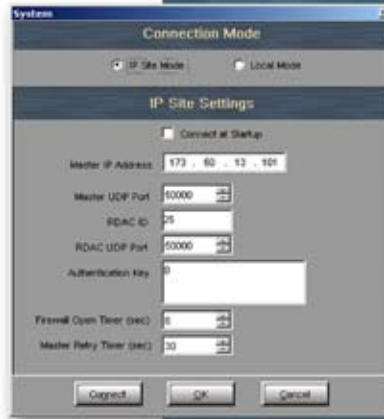 System
Connection Mode
IP Site Mode Local Mode
IP Site Settings
Connect at Startup
Master IP Address 173 . 60 . 13 . 101
Master UDP Port 50000
RDAC ID 25
RDAC UDP Port 50000
Authentication Key 0
Firewall Open Timer (sec) 6
Master Retry Timer (sec) 30
Connect OK Cancel